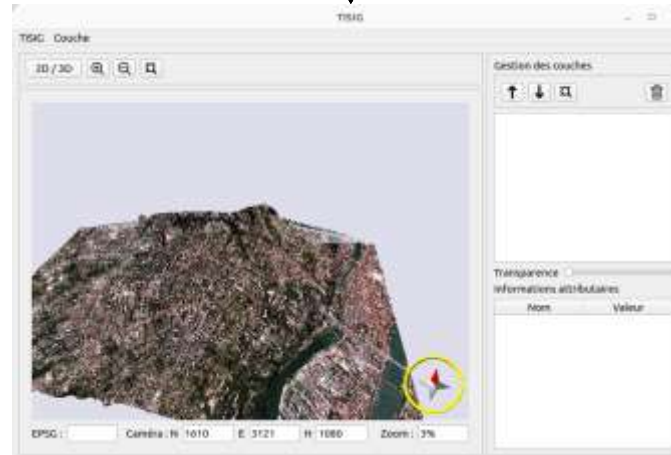 TISIG
TISIG Couche
2D / 3D
Gestion des couches
Transparence
Informations attributaires
Nom Valeur
EPSG : Caméra : N 1610 E 3121 H 1080 Zoom : 3%